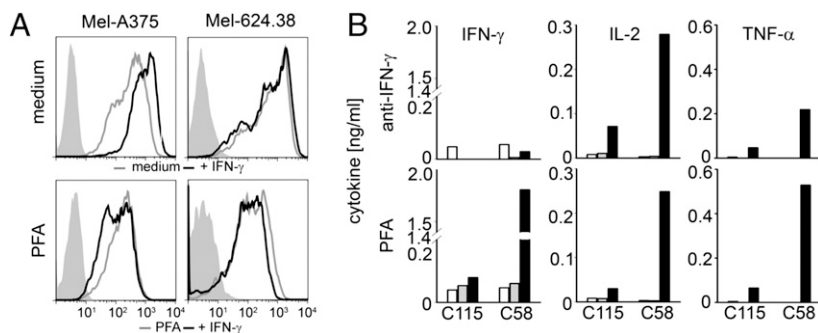 A
Mel-A375
Mel-624.38
medium
medium
+ IFN-γ
PFA
10¹ 10² 10³ 10⁴
10¹ 10² 10³ 10⁴
PFA
+ IFN-γ
B
cytokine [ng/ml]
anti-IFN-γ
IFN-γ
2.0
1.4
0.2
0
IL-2
0.3
0.2
0.1
0
TNF-α
0.6
0.4
0.2
0
PFA
2.0
1.4
0.2
0
C115 C58
0.3
0.2
0.1
0
C115 C58
0.6
0.4
0.2
0
C115 C58